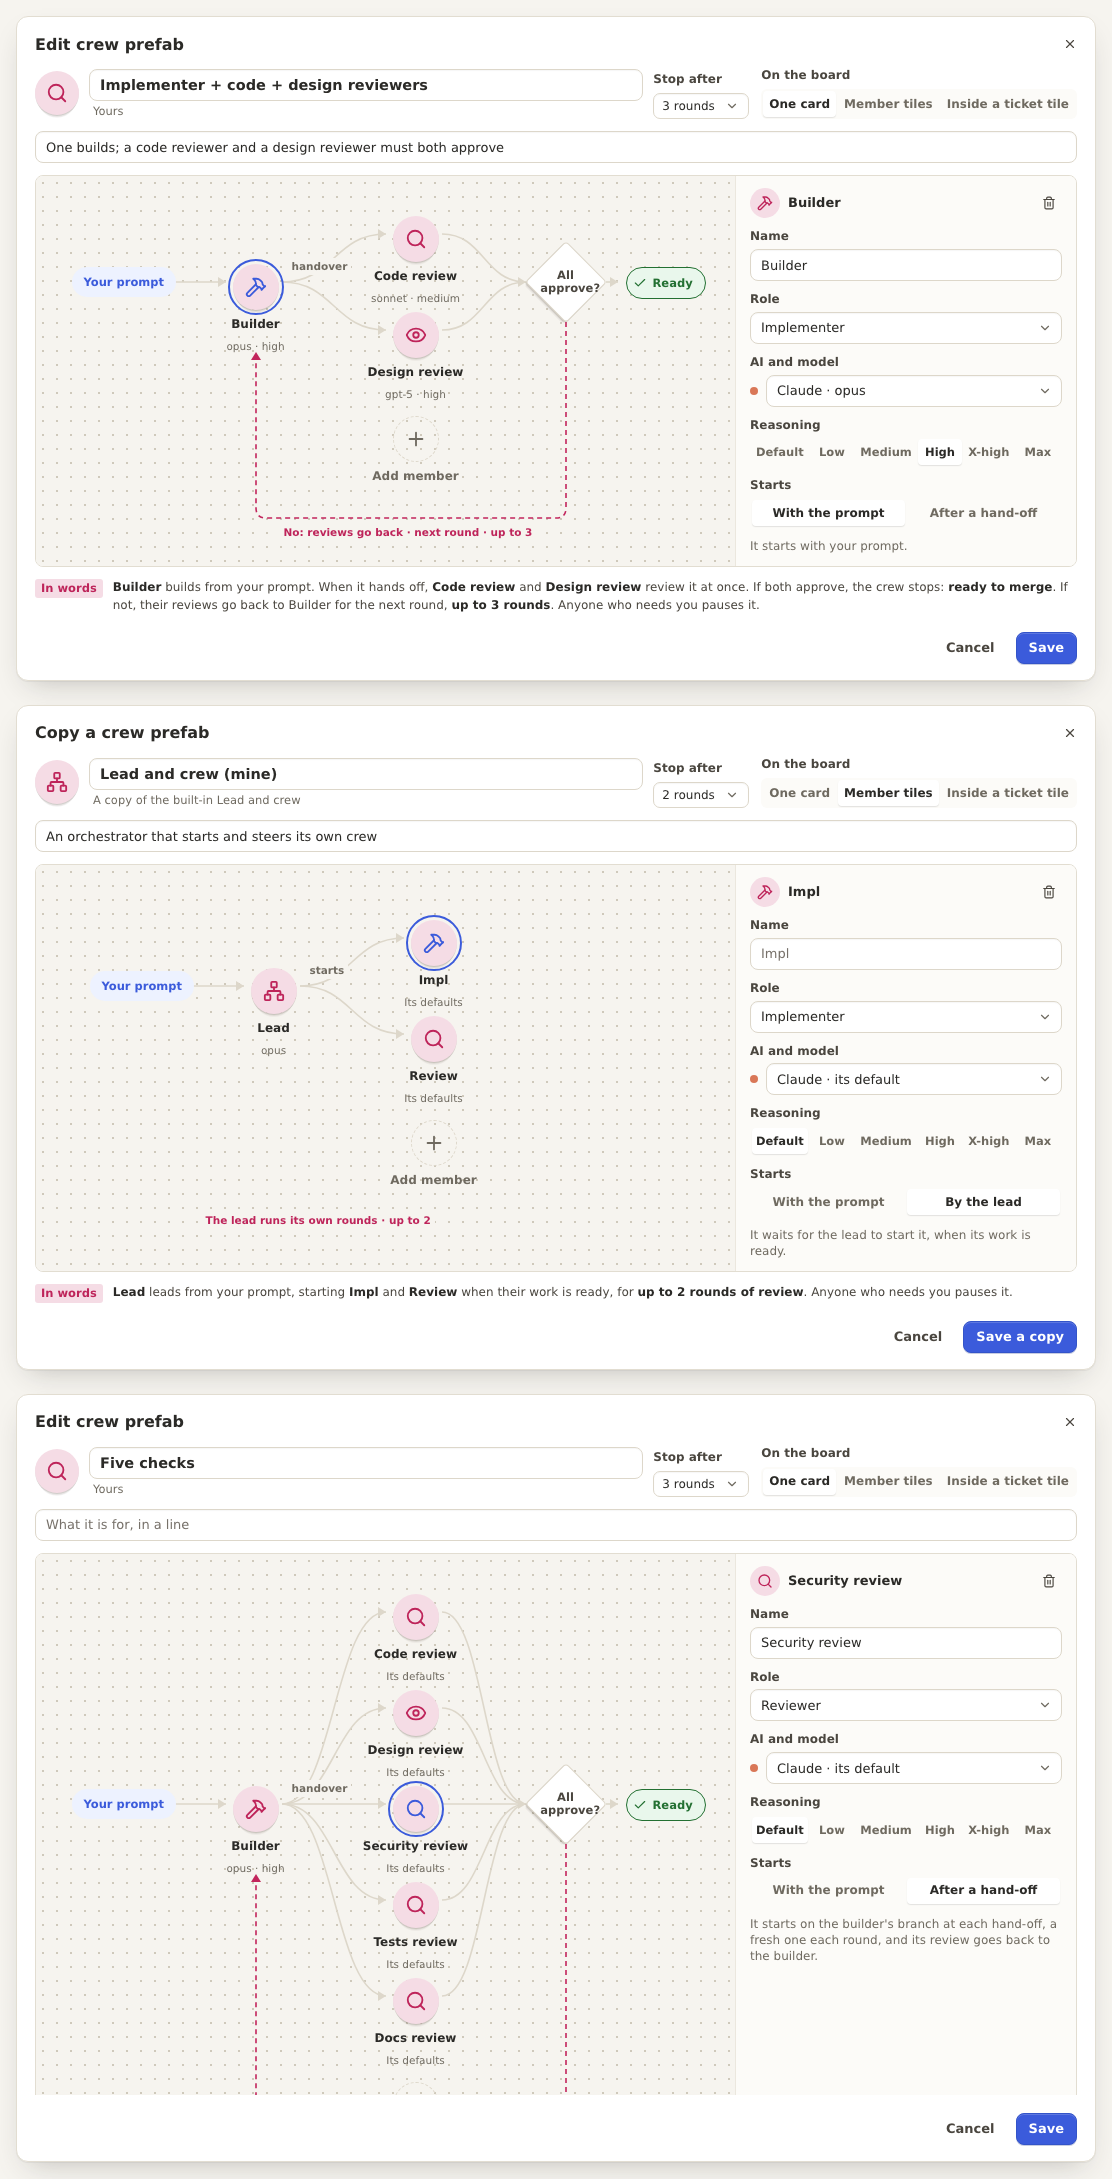 Edit crew prefab
Implementer + code + design reviewers
Yours
Stop after
3 rounds
On the board
One card
Member tiles
Inside a ticket tile
One builds; a code reviewer and a design reviewer must both approve
Your prompt
Builder
opus · high
handover
Code review
sonnet · medium
Design review
gpt-5 · high
Add member
All
approve?
Ready
No: reviews go back · next round · up to 3
Builder
Name
Builder
Role
Implementer
AI and model
Claude · opus
Reasoning
Default
Low
Medium
High
X-high
Max
Starts
With the prompt
After a hand-off
It starts with your prompt.
In words
Builder builds from your prompt. When it hands off, Code review and Design review review it at once. If both approve, the crew stops: ready to merge. If
not, their reviews go back to Builder for the next round, up to 3 rounds. Anyone who needs you pauses it.
Cancel
Save
Copy a crew prefab
Lead and crew (mine)
A copy of the built-in Lead and crew
Stop after
2 rounds
On the board
One card
Member tiles
Inside a ticket tile
An orchestrator that starts and steers its own crew
Your prompt
Lead
opus
starts
Impl
Its defaults
Review
Its defaults
Add member
The lead runs its own rounds · up to 2
Impl
Name
Impl
Role
Implementer
AI and model
Claude · its default
Reasoning
Default
Low
Medium
High
X-high
Max
Starts
With the prompt
By the lead
It waits for the lead to start it, when its work is
ready.
In words
Lead leads from your prompt, starting Impl and Review when their work is ready, for up to 2 rounds of review. Anyone who needs you pauses it.
Cancel
Save a copy
Edit crew prefab
Five checks
Yours
Stop after
3 rounds
On the board
One card
Member tiles
Inside a ticket tile
What it is for, in a line
Your prompt
Builder
opus · high
handover
Code review
Its defaults
Design review
Its defaults
Security review
Its defaults
Tests review
Its defaults
Docs review
Its defaults
All
approve?
Ready
Security review
Name
Security review
Role
Reviewer
AI and model
Claude · its default
Reasoning
Default
Low
Medium
High
X-high
Max
Starts
With the prompt
After a hand-off
It starts on the builder's branch at each hand-off, a
fresh one each round, and its review goes back to
the builder.
Cancel
Save